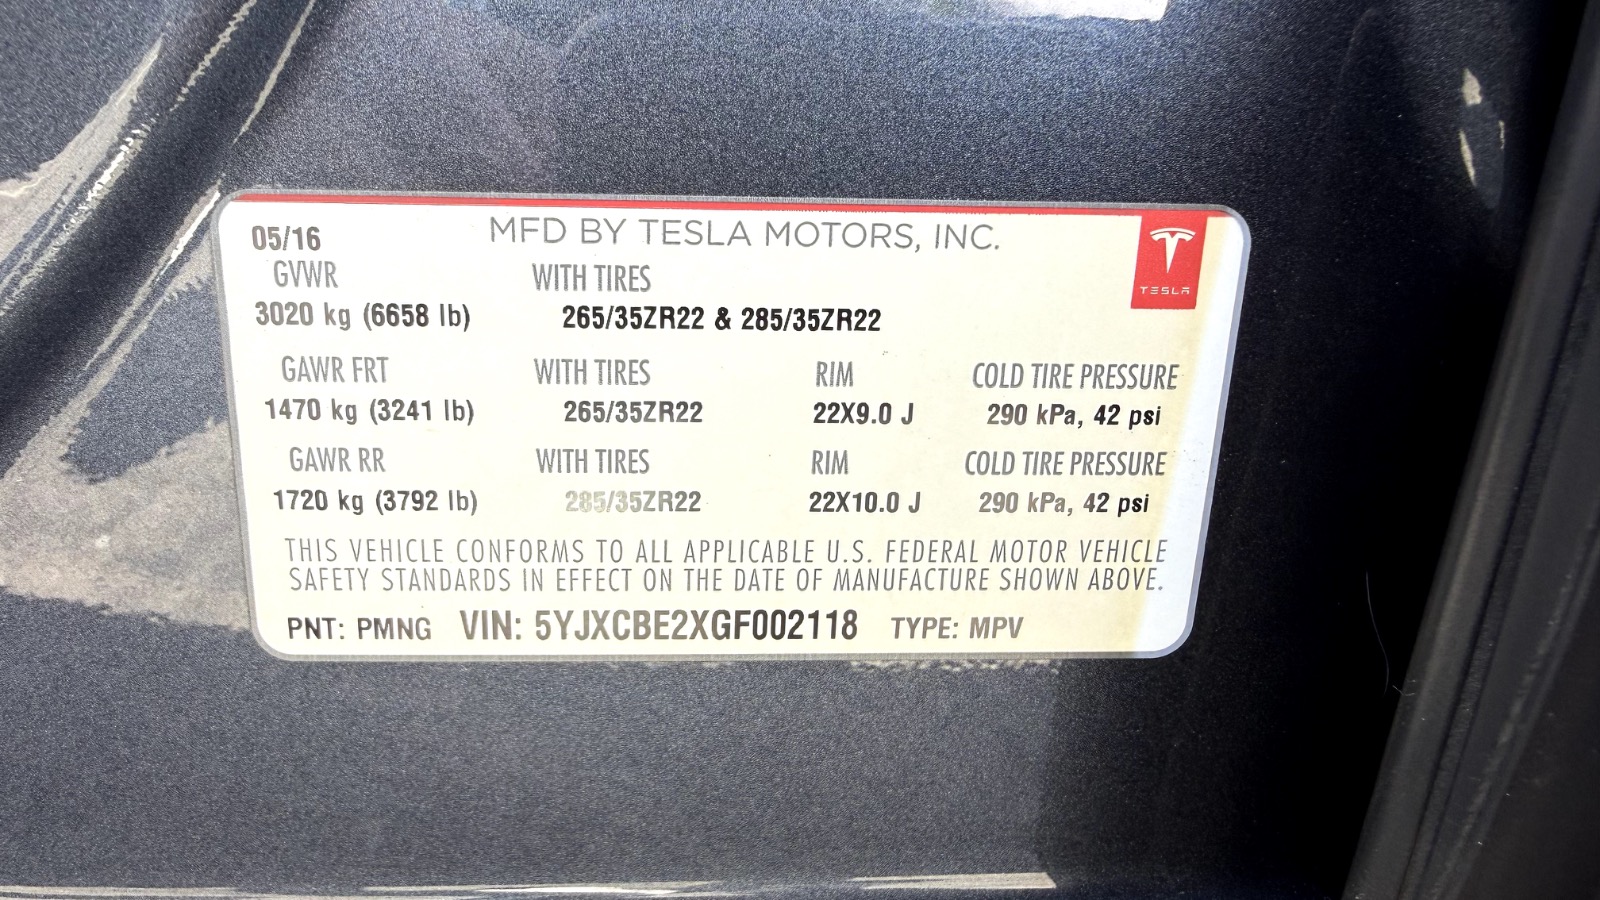 05/16 MFD BY TESLA MOTORS, INC.
TESLA
GVWR WITH TIRES
3020 kg (6658 lb) 265/35ZR22 & 285/35ZR22
GAWR FRT WITH TIRES RIM COLD TIRE PRESSURE
1470 kg (3241 lb) 265/35ZR22 22X9.0 J 290 kPa, 42 psi
GAWR RR WITH TIRES RIM COLD TIRE PRESSURE
1720 kg (3792 lb) 285/35ZR22 22X10.0 J 290 kPa, 42 psi
THIS VEHICLE CONFORMS TO ALL APPLICABLE U.S. FEDERAL MOTOR VEHICLE
SAFETY STANDARDS IN EFFECT ON THE DATE OF MANUFACTURE SHOWN ABOVE.
PNT: PMNG VIN: 5YJXCBE2XGF002118 TYPE: MPV